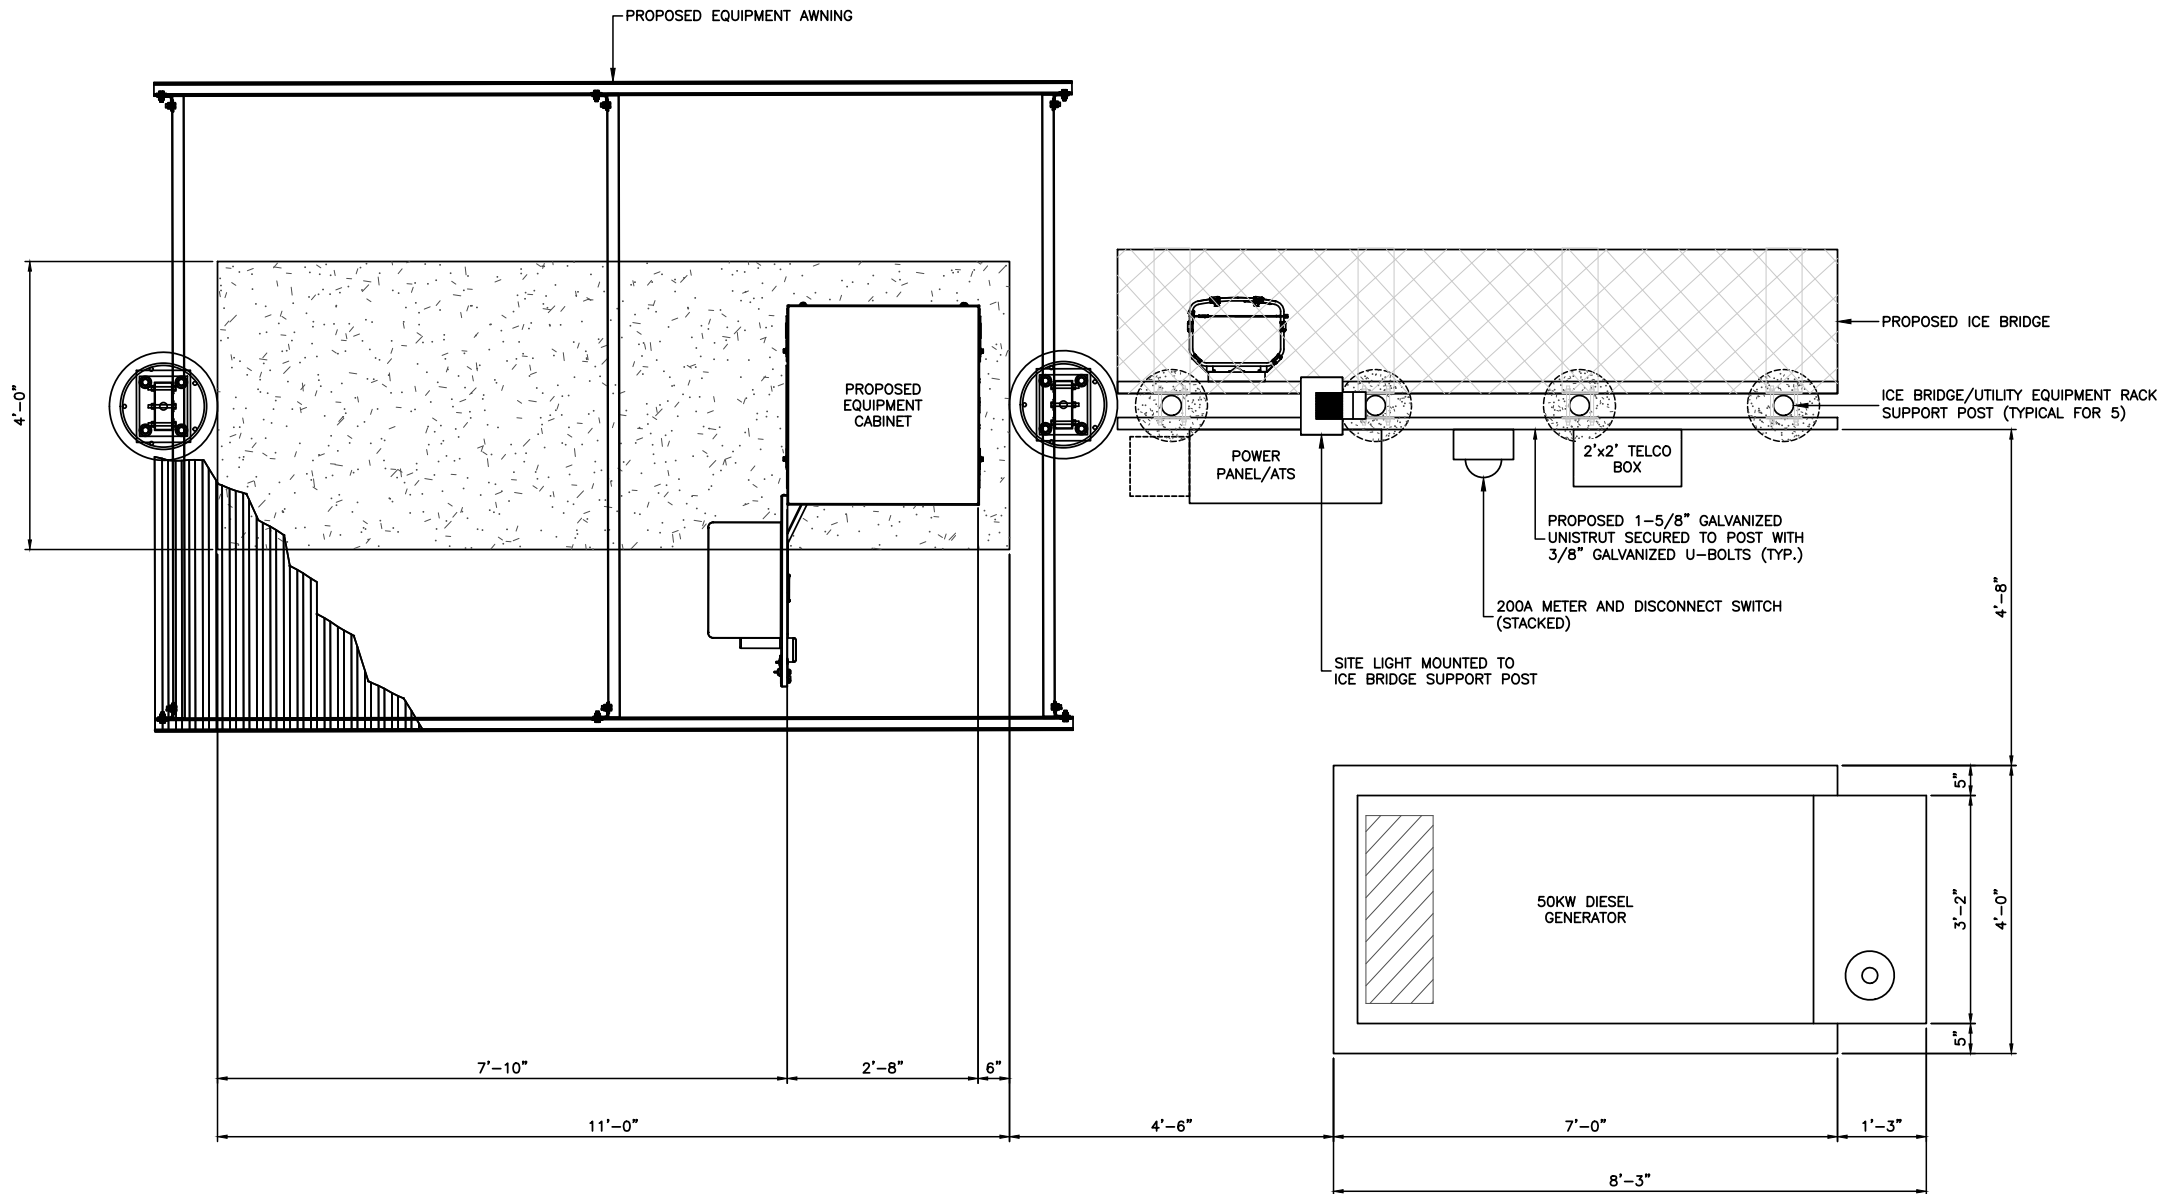 PROPOSED EQUIPMENT AWNING
4'-0"
PROPOSED
EQUIPMENT
CABINET
PROPOSED ICE BRIDGE
ICE BRIDGE/UTILITY EQUIPMENT RACK
SUPPORT POST (TYPICAL FOR 5)
POWER
PANEL/ATS
2'x2' TELCO
BOX
PROPOSED 1-5/8" GALVANIZED
UNISTRUT SECURED TO POST WITH
3/8" GALVANIZED U-BOLTS (TYP.)
200A METER AND DISCONNECT SWITCH
(STACKED)
SITE LIGHT MOUNTED TO
ICE BRIDGE SUPPORT POST
4'-8"
5"
3'-2"
4'-0"
5"
50KW DIESEL
GENERATOR
7'-10"
2'-8"
6"
11'-0"
4'-6"
7'-0"
1'-3"
8'-3"